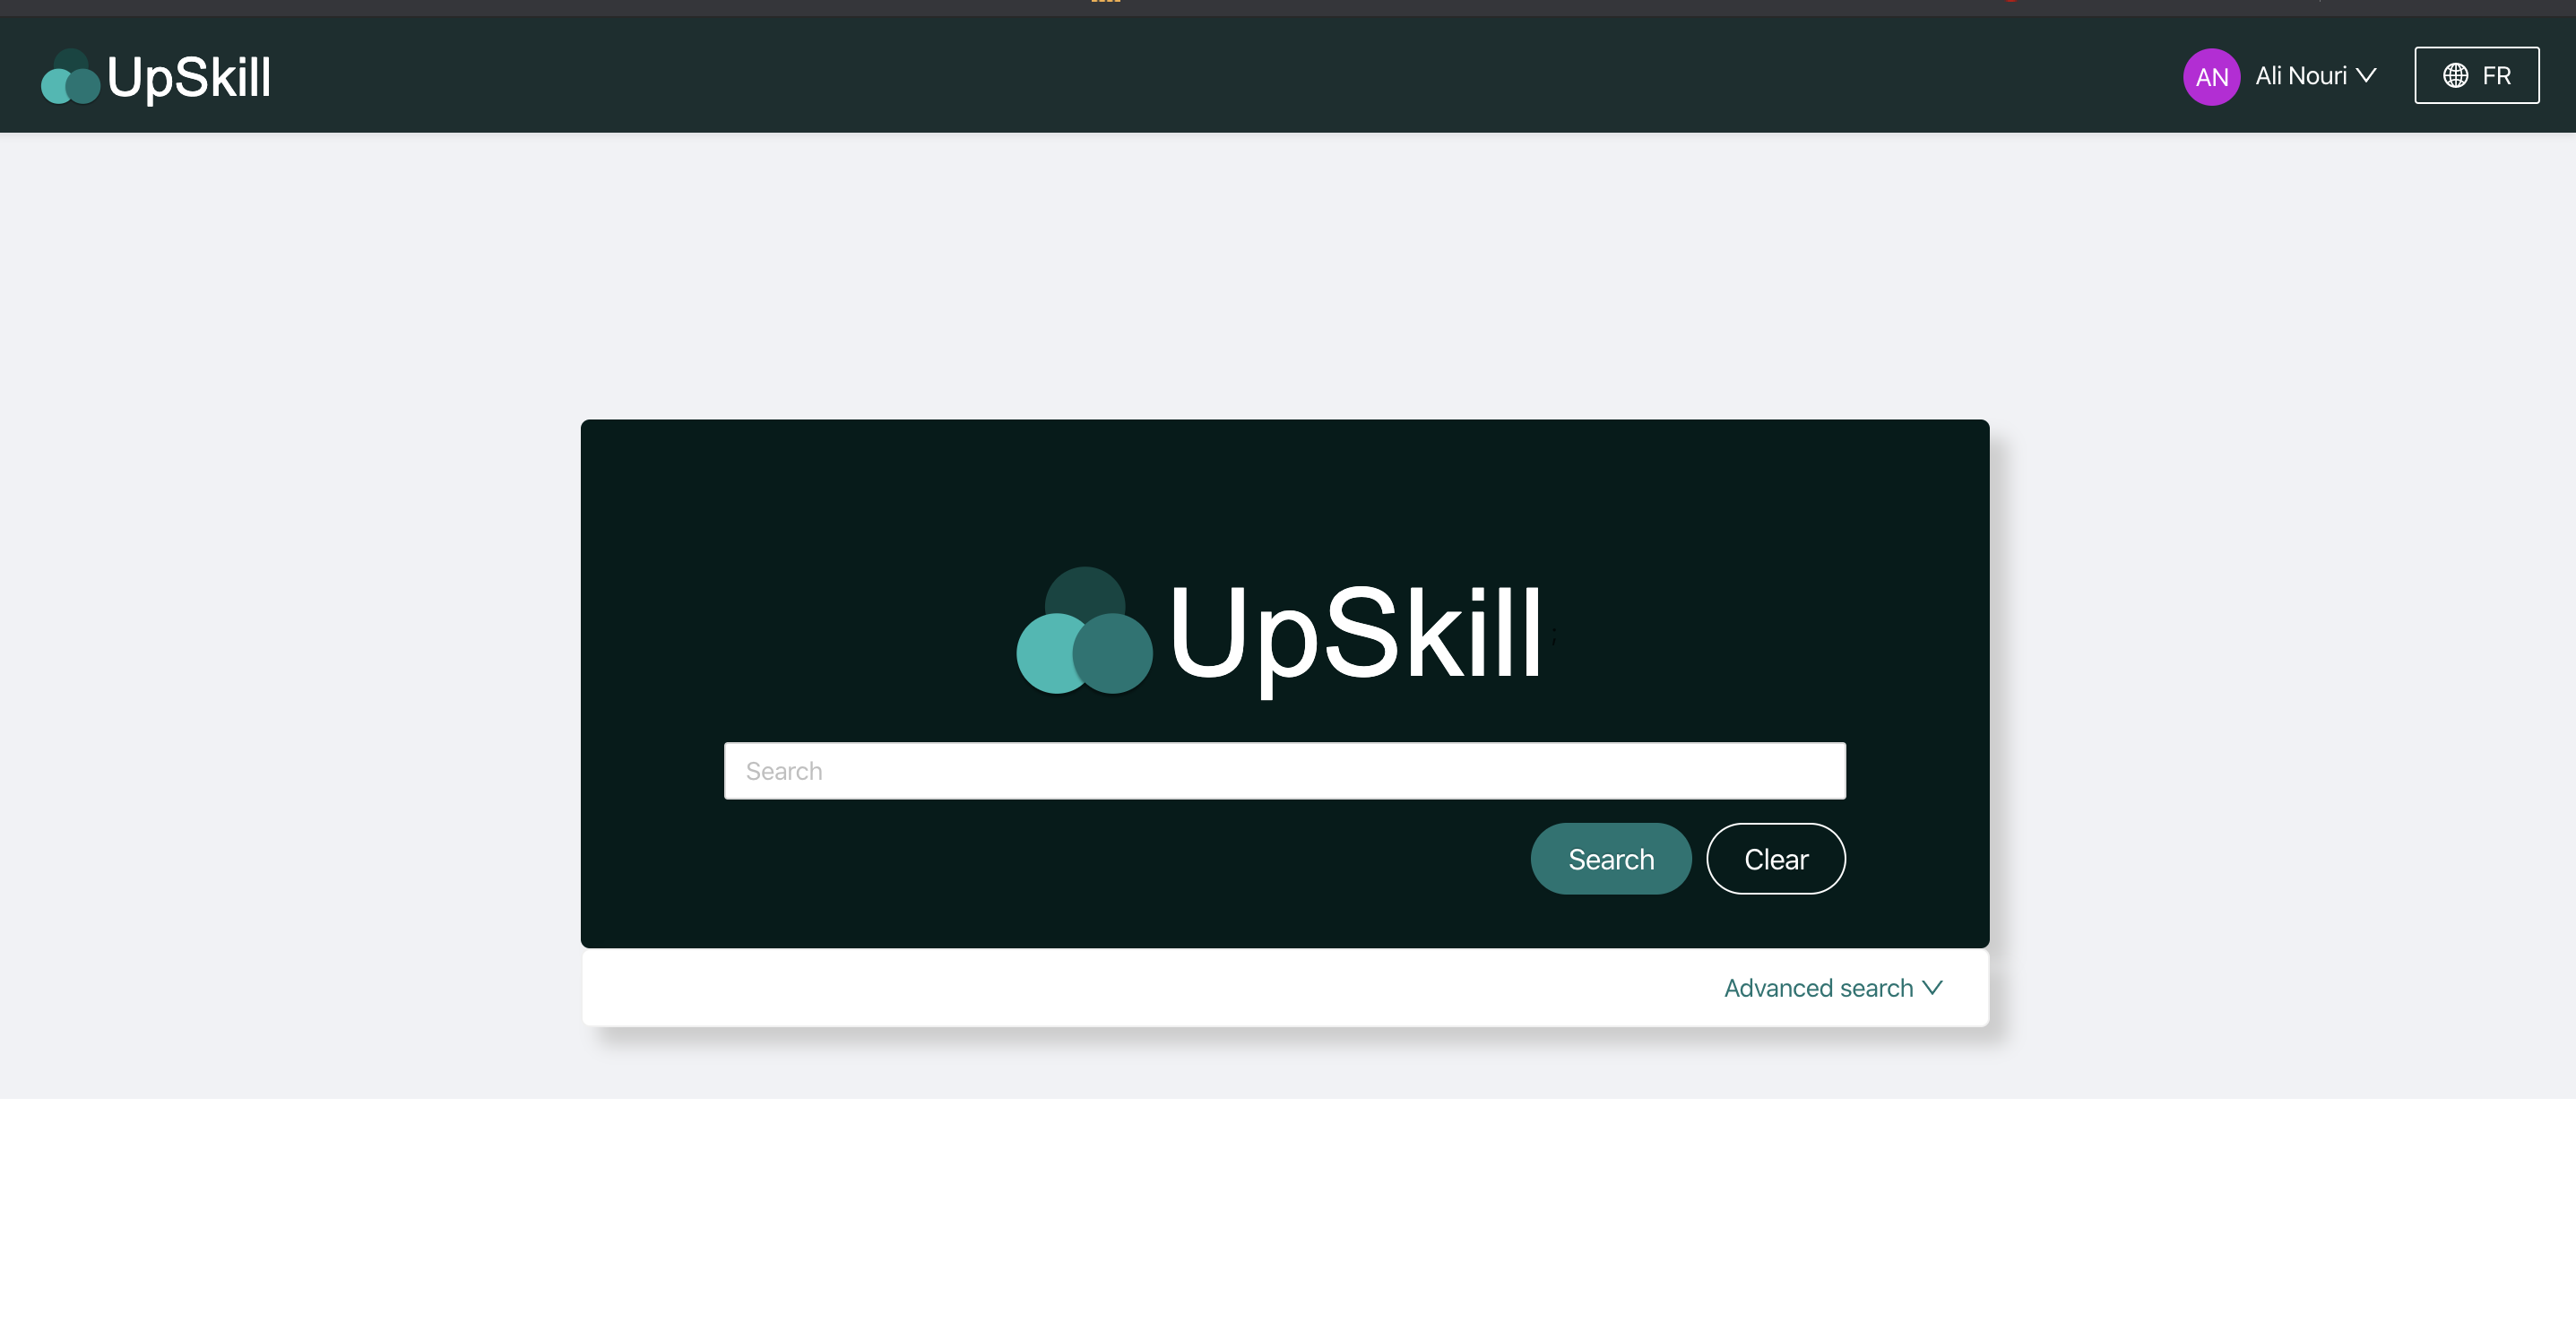 UpSkill
AN Ali Nouri FR
UpSkill ;
Search
Search Clear
Advanced search